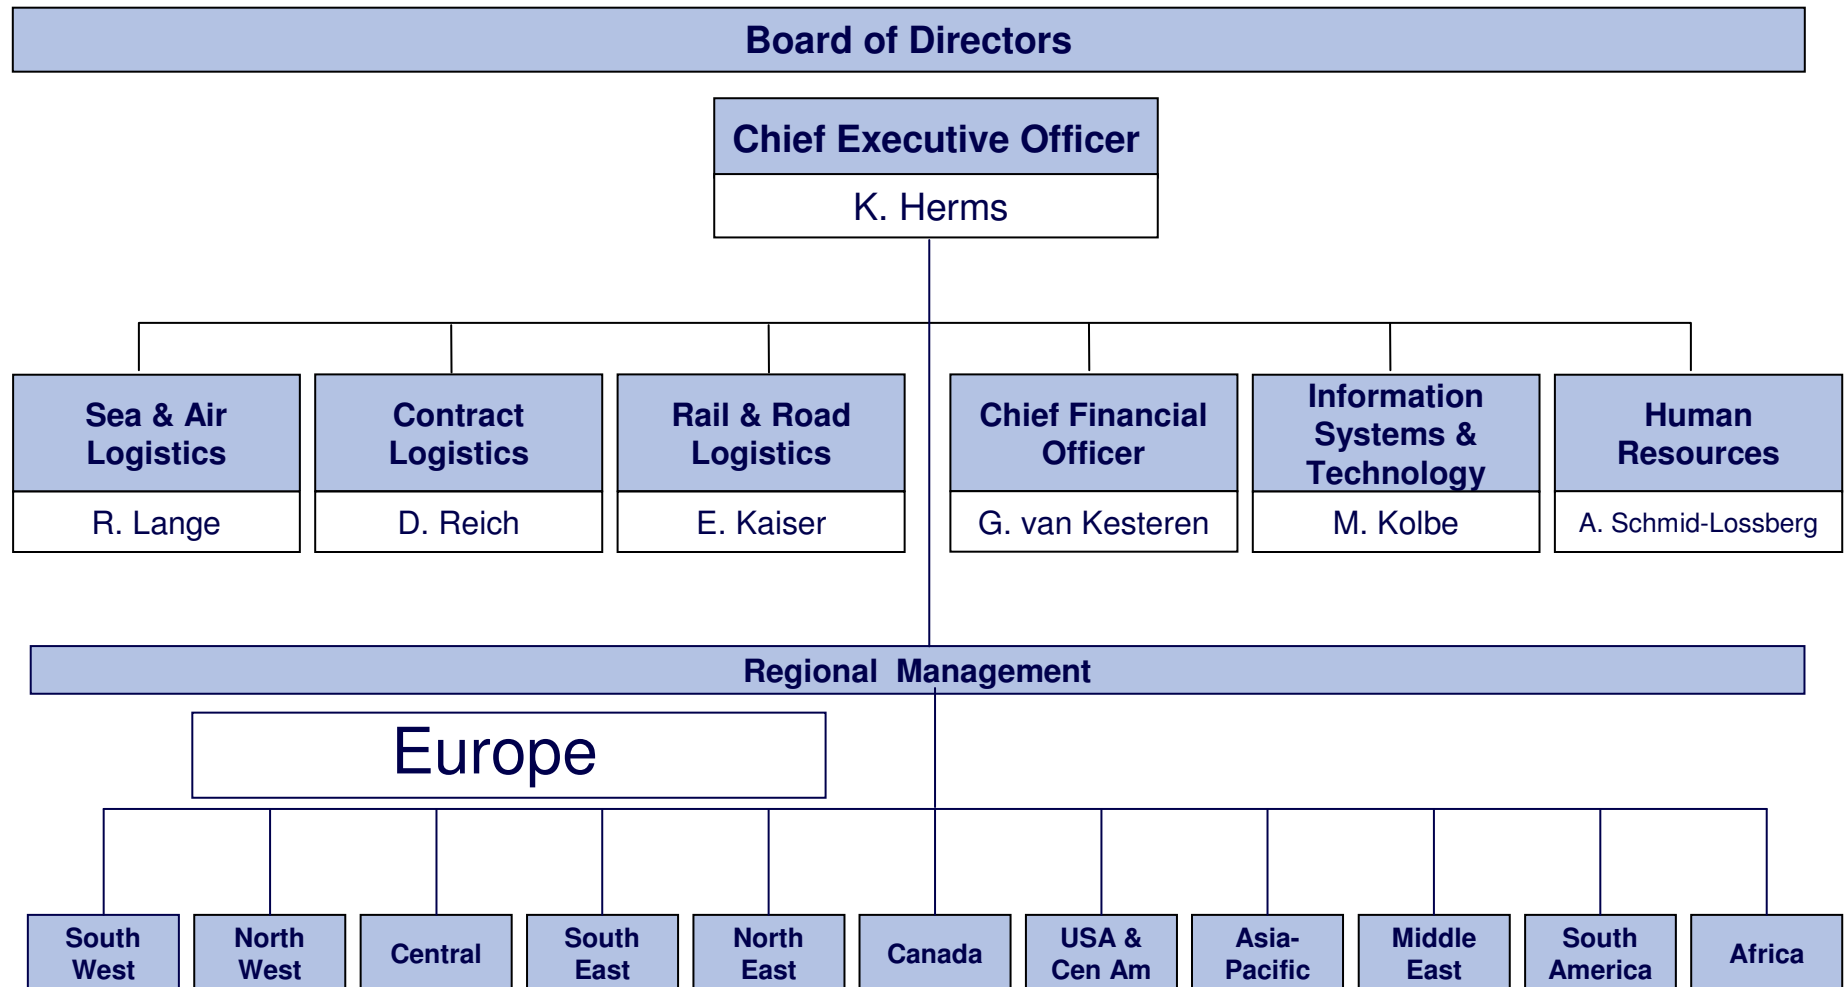 Board of Directors
Chief Executive Officer
K. Herms
Sea & Air
Logistics
R. Lange
Contract
Logistics
D. Reich
Rail & Road
Logistics
E. Kaiser
Chief Financial
Officer
G. van Kesteren
Information
Systems &
Technology
M. Kolbe
Human
Resources
A. Schmid-Lossberg
Regional Management
Europe
South
West
North
West
Central
South
East
North
East
Canada
USA &
Cen Am
Asia-
Pacific
Middle
East
South
America
Africa